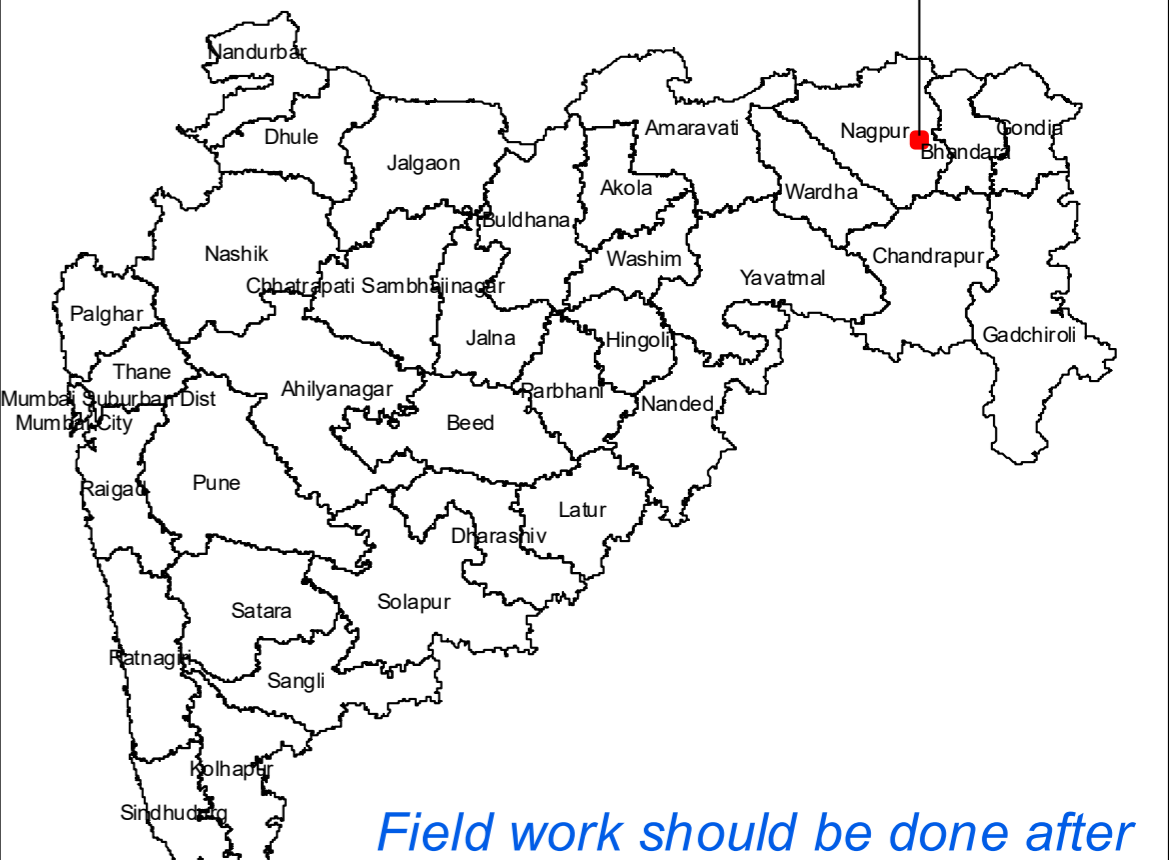 Nandurbar
Dhule
Jalgaon
Amaravati
Nagpur
Gondia
Bhandara
Akola
Wardha
Buldhana
Nashik
Washim
Chandrapur
Yavatmal
Chhatrapati Sambhajinagar
Palghar
Jalna
Hingoli
Gadchiroli
Thane
Ahilyanagar
Parbhani
Mumbai Suburban Dist
Nanded
Mumbai City
Beed
Raigad
Pune
Latur
Dharashiv
Satara
Solapur
Ratnagiri
Sangli
Kolhapur
Sindhudurg
Field work should be done after